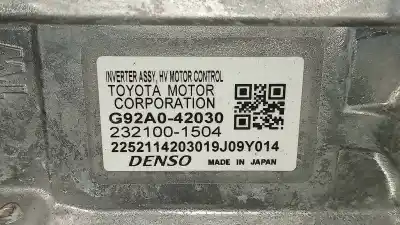 INVERTER ASSY, HV MOTOR CONTROL
TOYOTA MOTOR
CORPORATION
G92A0-42030
232100-1504
2252114203019J09Y014
DENSO MADE IN JAPAN